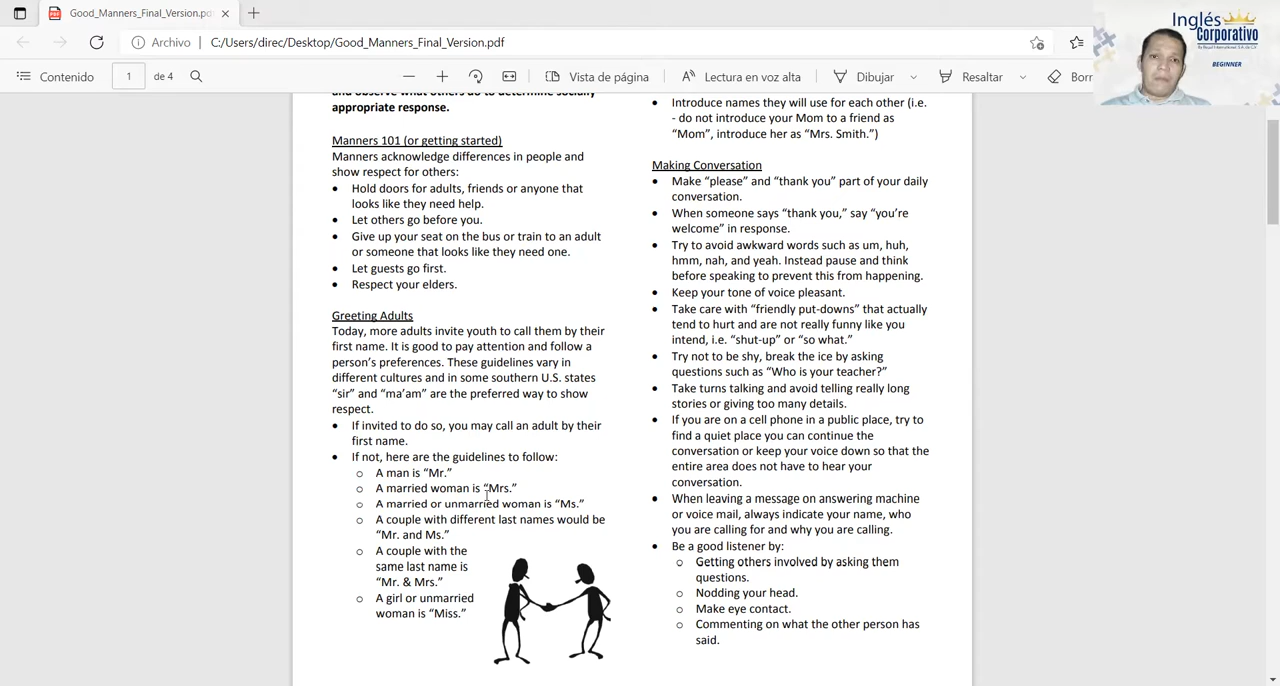 Good_Manners_Final_Version.pdf
Archivo
C:/Users/direc/Desktop/Good_Manners_Final_Version.pdf
Contenido
1
de 4
Vista de página
Lectura en voz alta
Dibujar
Resaltar
Borr
Inglés
Corporativo
BEGINNER
and observe what others do to determine socially
appropriate response.
Manners 101 (or getting started)
Manners acknowledge differences in people and
show respect for others:
• Hold doors for adults, friends or anyone that
looks like they need help.
• Let others go before you.
• Give up your seat on the bus or train to an adult
or someone that looks like they need one.
• Let guests go first.
• Respect your elders.
Greeting Adults
Today, more adults invite youth to call them by their
first name. It is good to pay attention and follow a
person’s preferences. These guidelines vary in
different cultures and in some southern U.S. states
“sir” and “ma’am” are the preferred way to show
respect.
• If invited to do so, you may call an adult by their
first name.
• If not, here are the guidelines to follow:
o A man is “Mr.”
o A married woman is “Mrs.”
o A married or unmarried woman is “Ms.”
o A couple with different last names would be
“Mr. and Ms.”
o A couple with the
same last name is
“Mr. & Mrs.”
o A girl or unmarried
woman is “Miss.”
• Introduce names they will use for each other (i.e.
- do not introduce your Mom to a friend as
“Mom”, introduce her as “Mrs. Smith.”)
Making Conversation
• Make “please” and “thank you” part of your daily
conversation.
• When someone says “thank you,” say “you’re
welcome” in response.
• Try to avoid awkward words such as um, huh,
hmm, nah, and yeah. Instead pause and think
before speaking to prevent this from happening.
• Keep your tone of voice pleasant.
• Take care with “friendly put-downs” that actually
tend to hurt and are not really funny like you
intend, i.e. “shut-up” or “so what.”
• Try not to be shy, break the ice by asking
questions such as “Who is your teacher?”
• Take turns talking and avoid telling really long
stories or giving too many details.
• If you are on a cell phone in a public place, try to
find a quiet place you can continue the
conversation or keep your voice down so that the
entire area does not have to hear your
conversation.
• When leaving a message on answering machine
or voice mail, always indicate your name, who
you are calling for and why you are calling.
• Be a good listener by:
o Getting others involved by asking them
questions.
o Nodding your head.
o Make eye contact.
o Commenting on what the other person has
said.